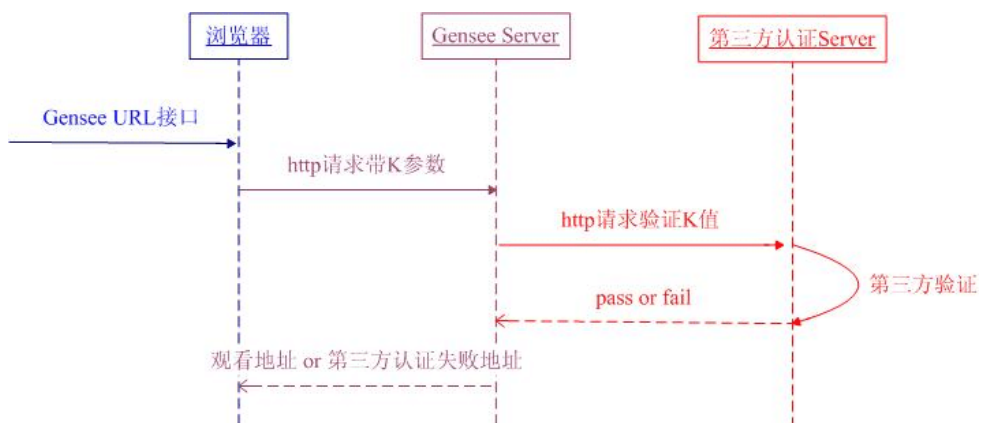 浏览器
Gensee Server
第三方认证Server
Gensee URL接口
http请求带K参数
http请求验证K值
第三方验证
pass or fail
观看地址 or 第三方认证失败地址